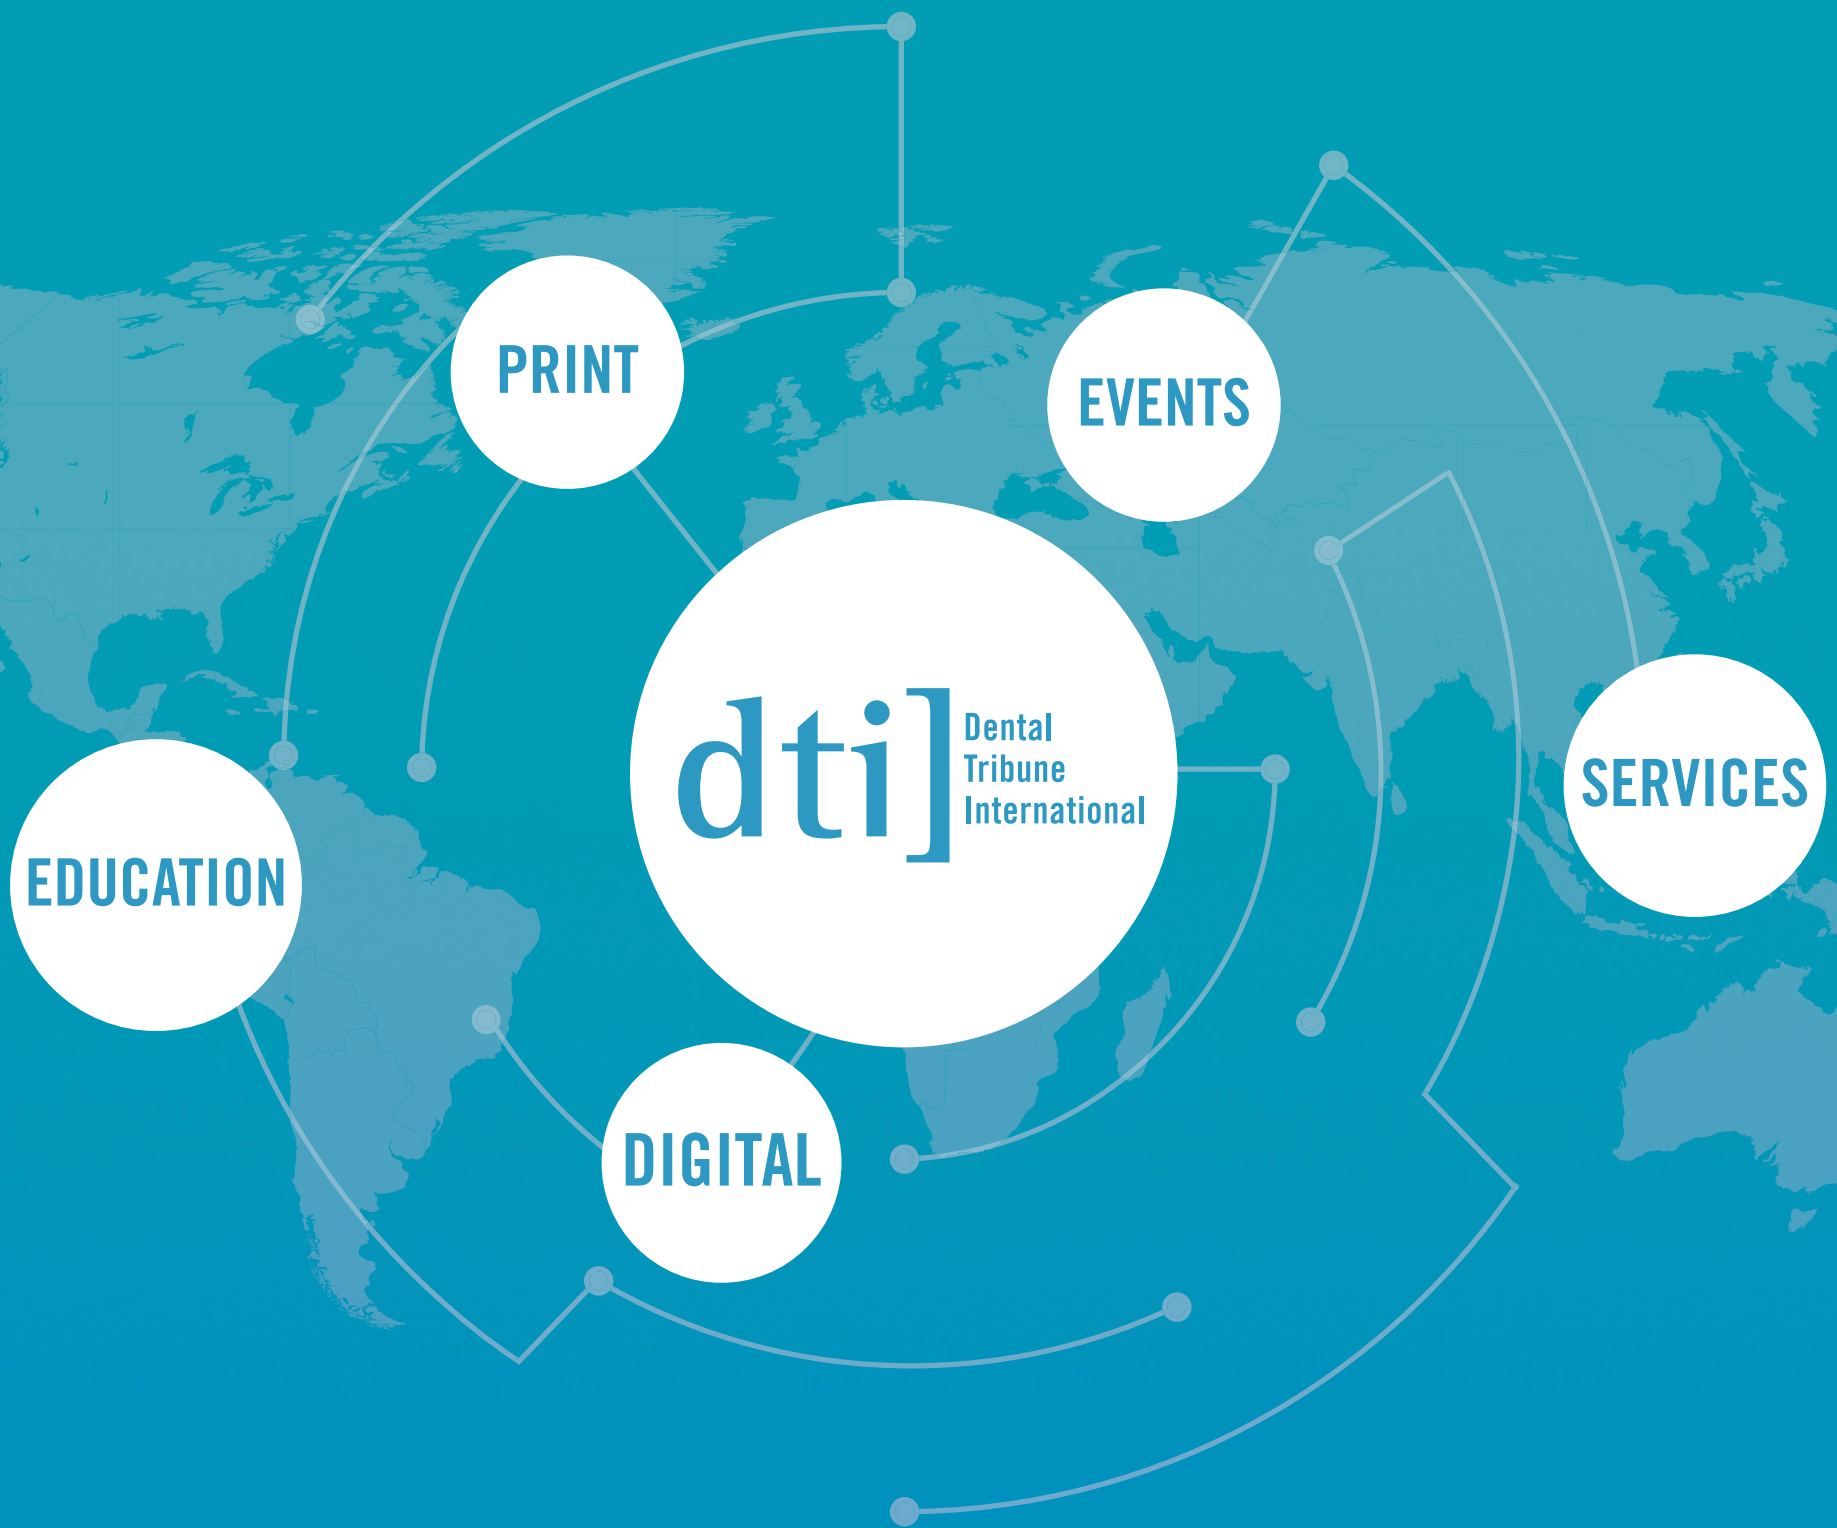 PRINT
EVENTS
dti]
Dental
Tribune
International
SERVICES
EDUCATION
DIGITAL